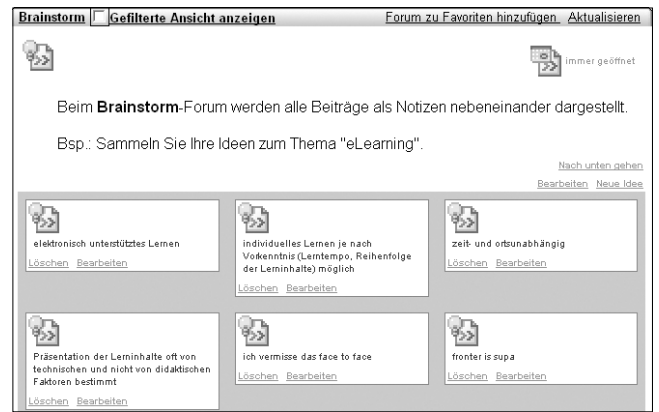 Brainstorm Gefilterte Ansicht anzeigen Forum zu Favoriten hinzufügen Aktualisieren
immer geöffnet
Beim Brainstorm-Forum werden alle Beiträge als Notizen nebeneinander dargestellt.
Bsp.: Sammeln Sie Ihre Ideen zum Thema "eLearning".
Nach unten gehen
Bearbeiten Neue Idee
elektronisch unterstütztes Lernen
Löschen Bearbeiten
individuelles Lernen je nach
Vorkenntnis (Lerntempo, Reihenfolge
der Lerninhalte) möglich
Löschen Bearbeiten
zeit- und ortsunabhängig
Löschen Bearbeiten
Präsentation der Lerninhalte oft von
technischen und nicht von didaktischen
Faktoren bestimmt
Löschen Bearbeiten
ich vermisse das face to face
Löschen Bearbeiten
fronter is supa
Löschen Bearbeiten